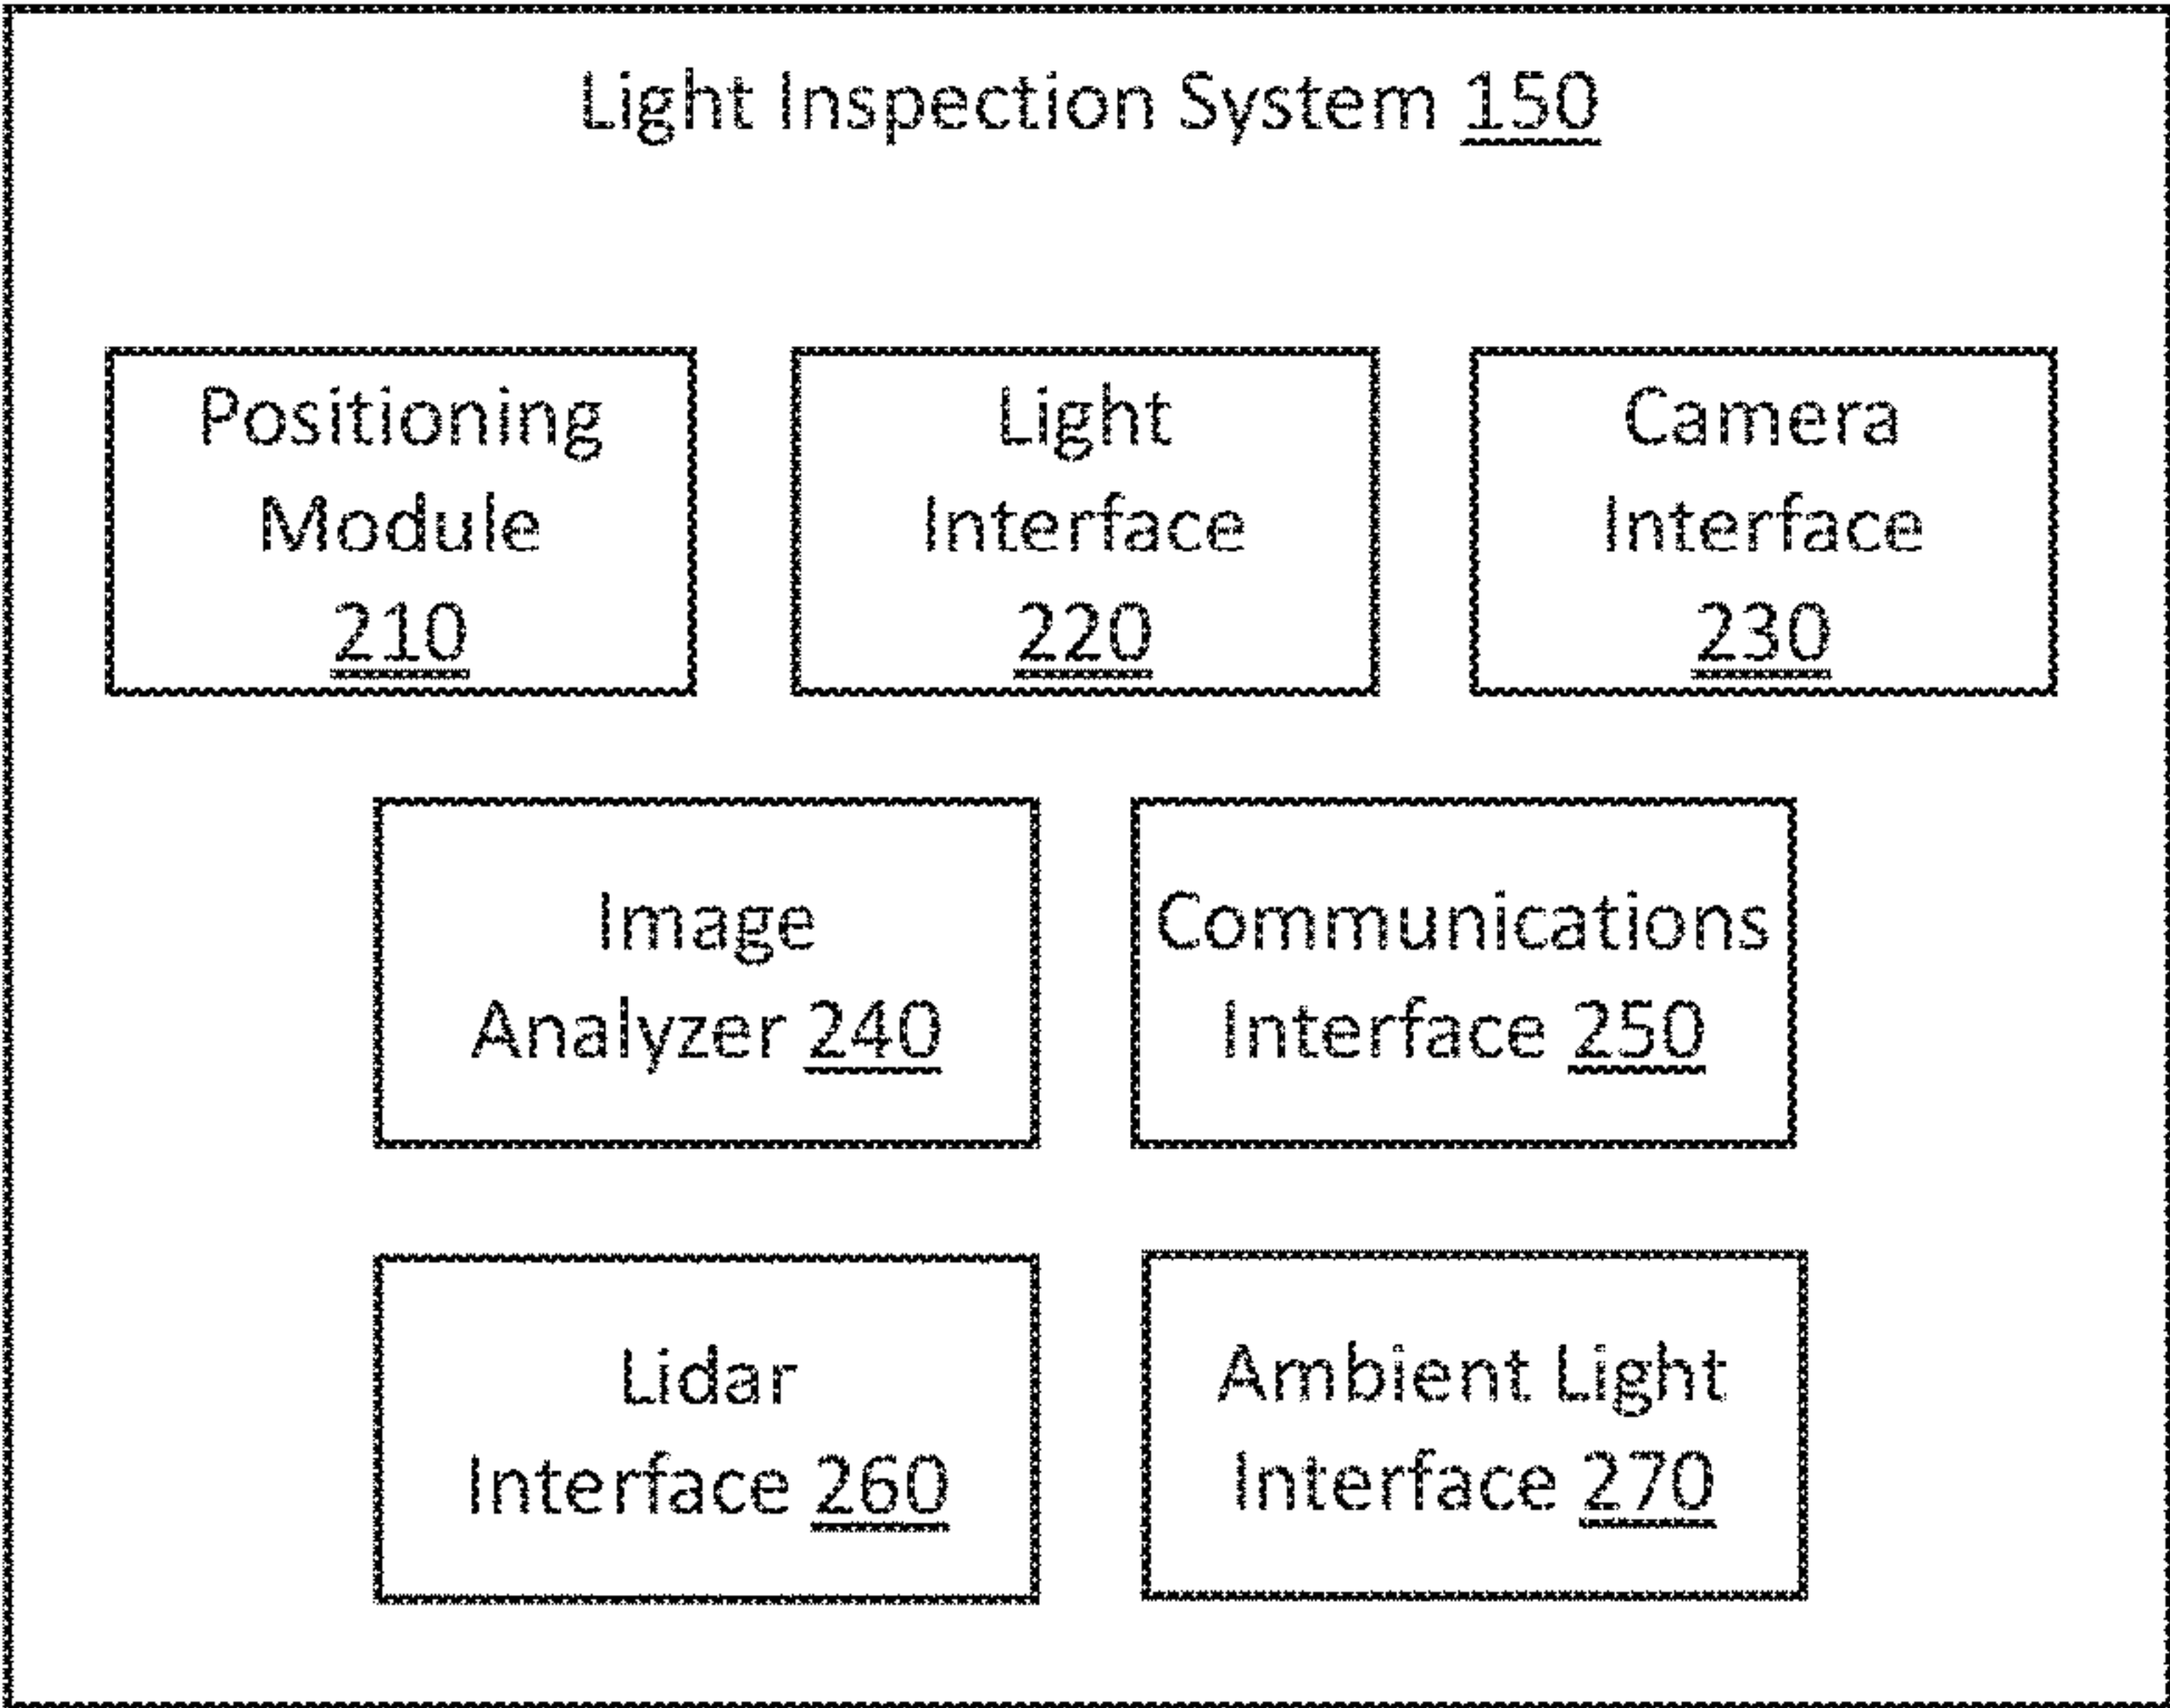 Light Inspection System 150
Positioning
Module
210
Light
Interface
220
Camera
Interface
230
Image
Analyzer 240
Communications
Interface 250
Lidar
Interface 260
Ambient Light
Interface 270